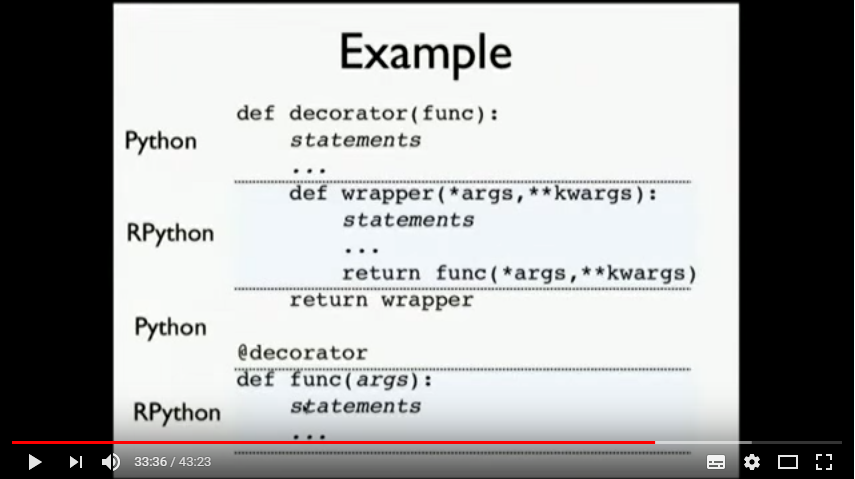 Example
def decorator(func):
Python
statements
...
def wrapper(*args,**kwargs):
statements
RPython
...
return func(*args,**kwargs)
return wrapper
Python
@decorator
def func(args):
RPython
statements
...
33:36 / 43:23